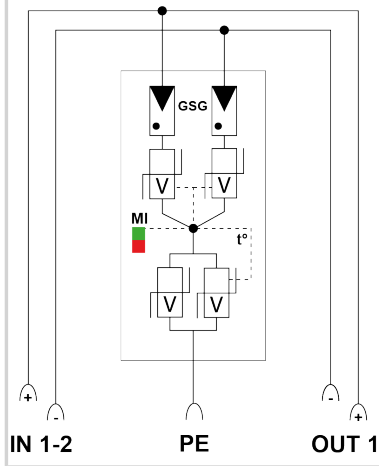 GSG
V V
MI
t°
V V
+ - - +
IN 1-2 PE OUT 1